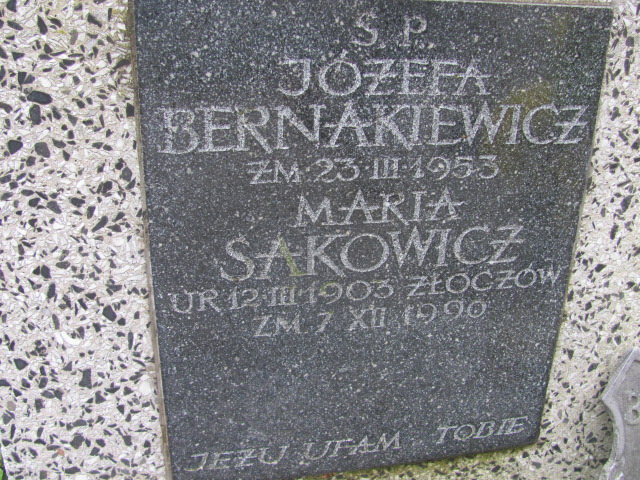 Ś. P.
JÓZEFA
BERNAKIEWICZ
ZM·23·III·1953
MARIA
SAKOWICZ
UR 12·III·1903 ZŁOCZÓW
ZM 7 XII 1990
JEZU UFAM TOBIE